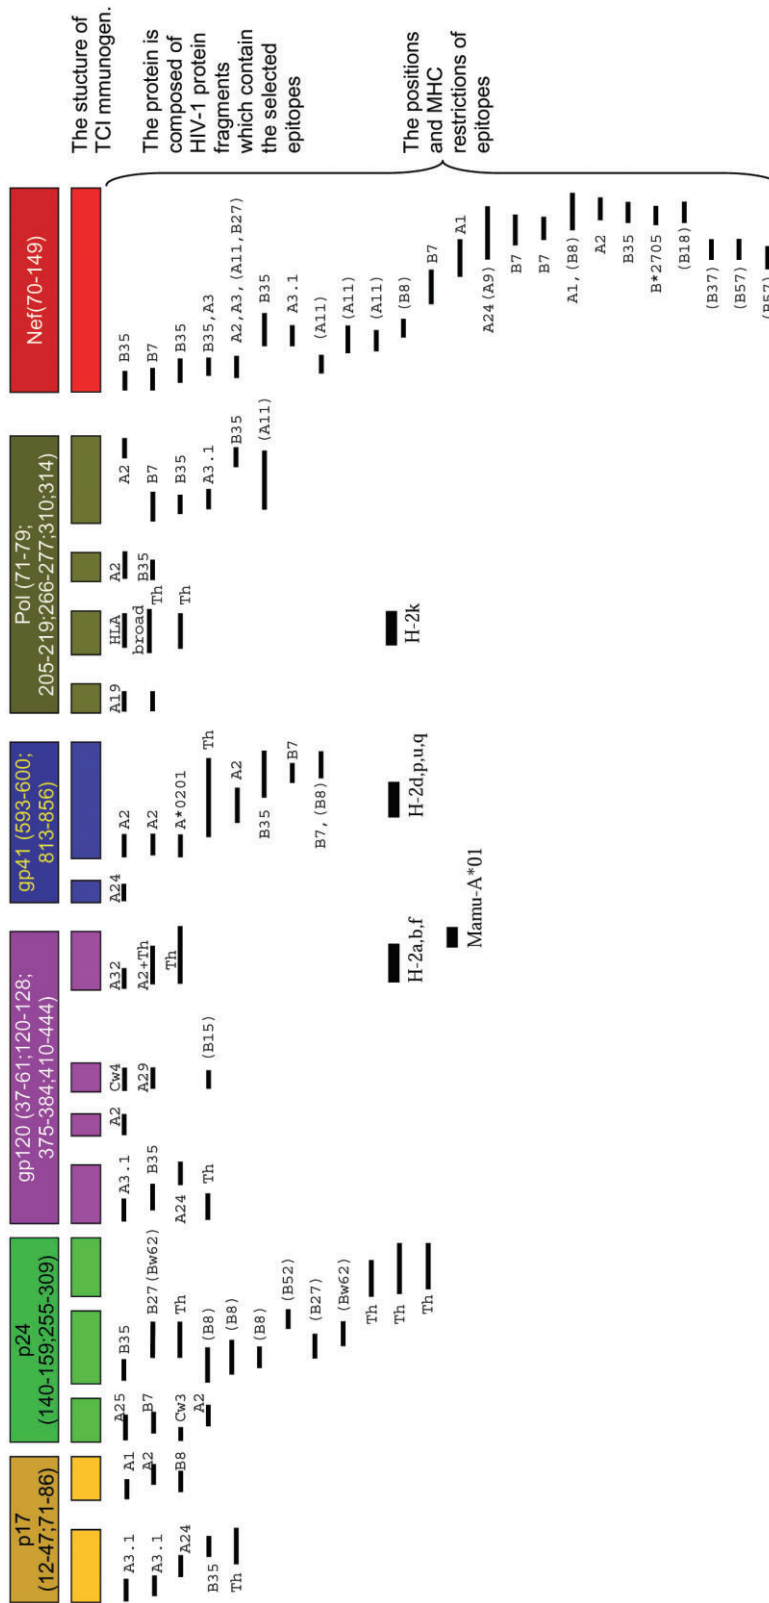 p17
(12-47;71-86)
p24
(140-159;255-309)
gp120 (37-61;120-128;
375-384;410-444)
gp41 (593-600;
813-856)
Pol (71-79;
205-219;266-277;310;314)
Nef(70-149)
The stucture of
TCI mmunogen.
The protein is
composed of
HIV-1 protein
fragments
which contain
the selected
epitopes
The positions
and MHC
restrictions of
epitopes
A3.1
A3.1
A24
B35
Th
A1
A2
B8
A25
B7
Cw3
A2
B35
B27(Bw62)
Th
(B8)
(B8)
(B8)
(B52)
(B27)
(Bw62)
Th
Th
Th
A3.1
B35
A24
Th
A2
Cw4
A29
(B15)
A32
A2+Th
Th
H-2a,b,f
Mamu-A*01
A24
A2
A2
A*0201
Th
A2
B35
B7
B7,(B8)
H-2d,p,u,q
A19
HLA
broad
Th
Th
H-2k
A2
B35
A2
B7
B35
A3.1
B35
(A11)
B35
B7
B35
B35,A3
A2,A3,(A11,B27)
B35
A3.1
(A11)
(A11)
(A11)
(B8)
B7
A1
A24(A9)
B7
B7
A1,(B8)
A2
B35
B*2705
(B18)
(B37)
(B57)
(B57)